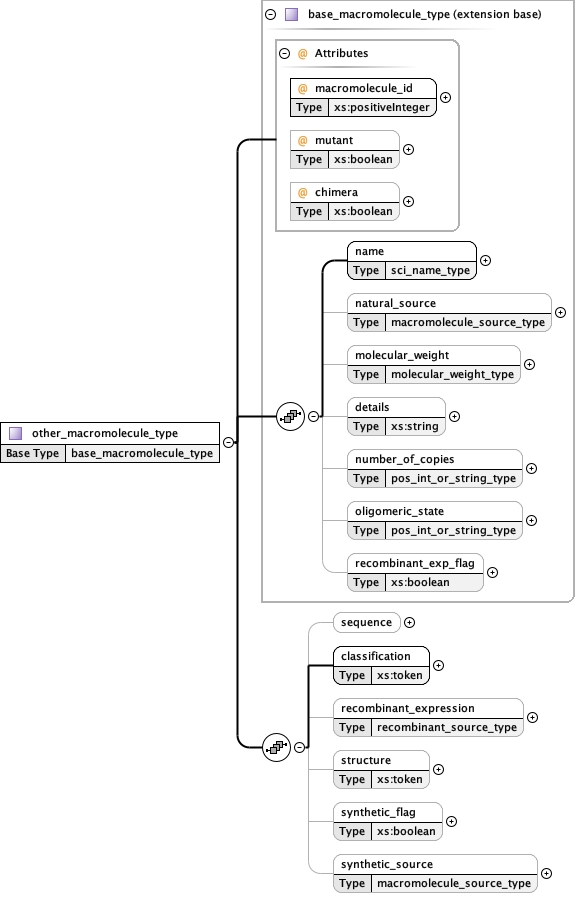 base_macromolecule_type (extension base)
@ Attributes
@ macromolecule_id
Type xs:positiveInteger
@ mutant
Type xs:boolean
@ chimera
Type xs:boolean
name
Type sci_name_type
natural_source
Type macromolecule_source_type
molecular_weight
Type molecular_weight_type
details
Type xs:string
other_macromolecule_type
Base Type base_macromolecule_type
number_of_copies
Type pos_int_or_string_type
oligomeric_state
Type pos_int_or_string_type
recombinant_exp_flag
Type xs:boolean
sequence
classification
Type xs:token
recombinant_expression
Type recombinant_source_type
structure
Type xs:token
synthetic_flag
Type xs:boolean
synthetic_source
Type macromolecule_source_type